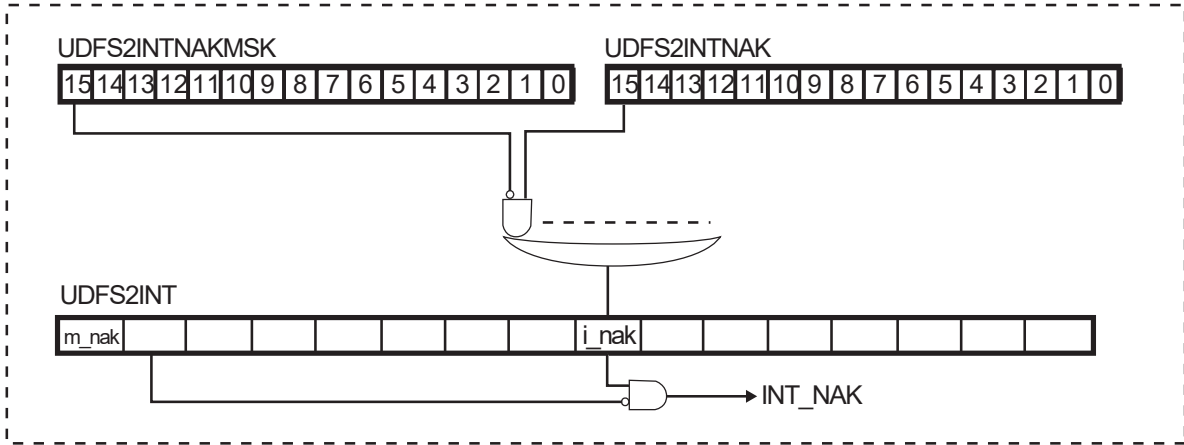 UDFS2INTNAKMSK UDFS2INTNAK
15 14 13 12 11 10 9 8 7 6 5 4 3 2 1 0 15 14 13 12 11 10 9 8 7 6 5 4 3 2 1 0
UDFS2INT
m_nak i_nak
INT_NAK